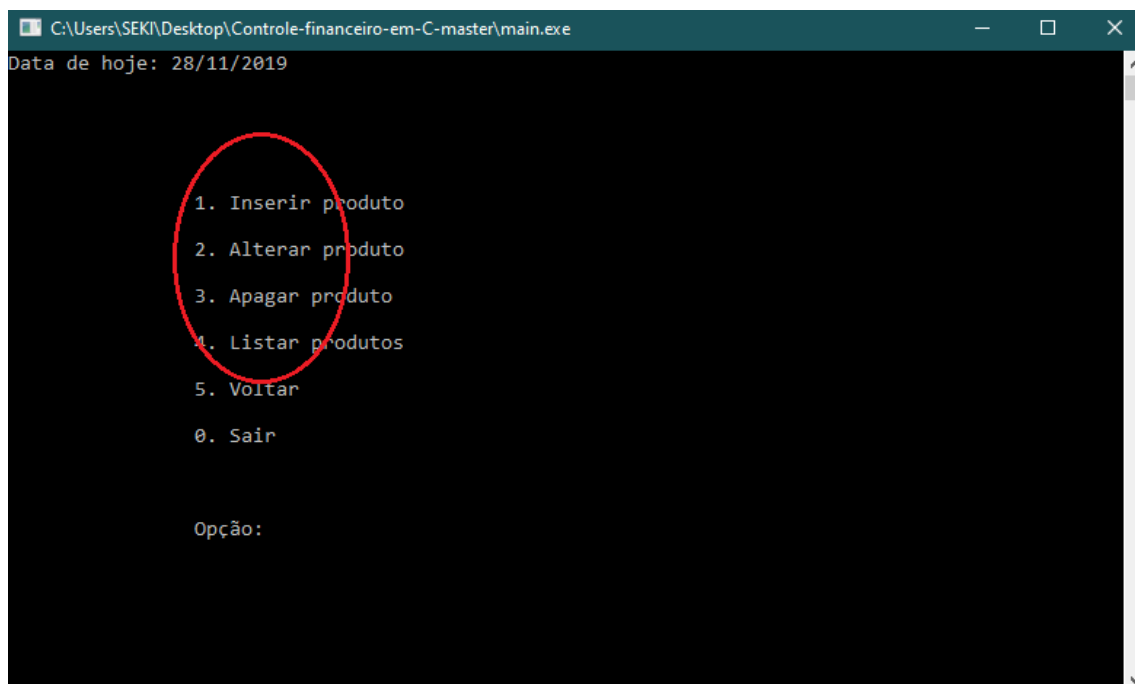 C:\Users\SEKI\Desktop\Controle-financeiro-em-C-master\main.exe
Data de hoje: 28/11/2019
1. Inserir produto
2. Alterar produto
3. Apagar produto
4. Listar produtos
5. Voltar
0. Sair
Opção: